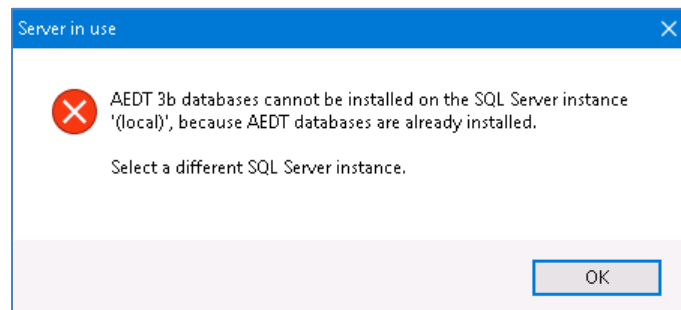 Server in use
AEDT 3b databases cannot be installed on the SQL Server instance
'(local)', because AEDT databases are already installed.
Select a different SQL Server instance.
OK